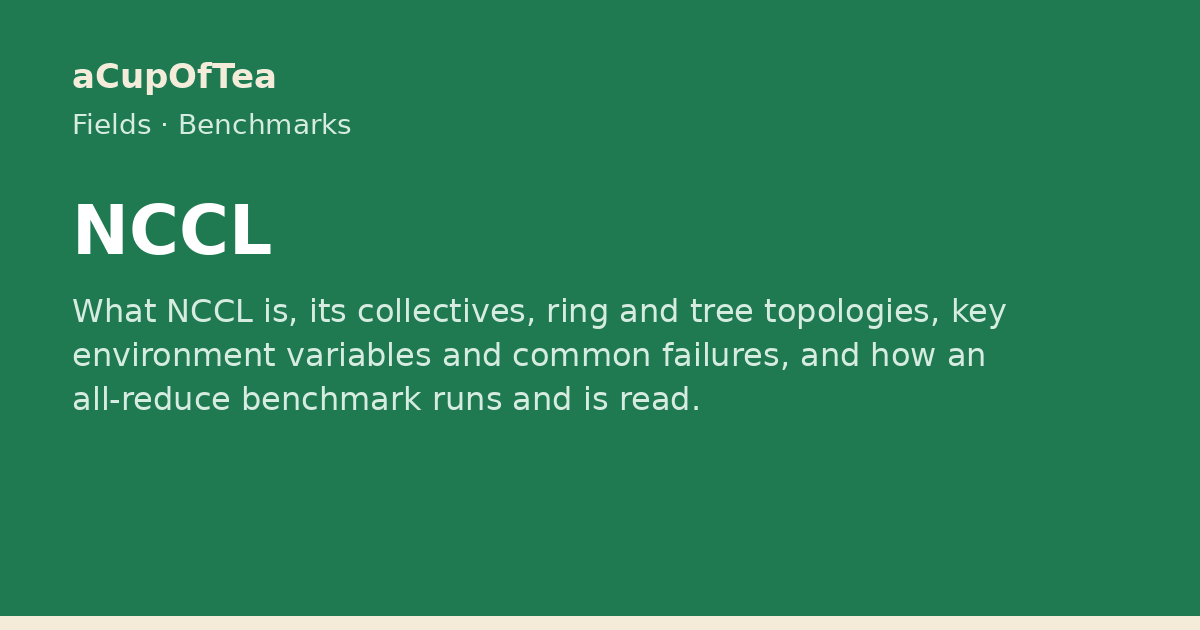 aCupOfTea
Fields · Benchmarks
NCCL
What NCCL is, its collectives, ring and tree topologies, key
environment variables and common failures, and how an
all-reduce benchmark runs and is read.